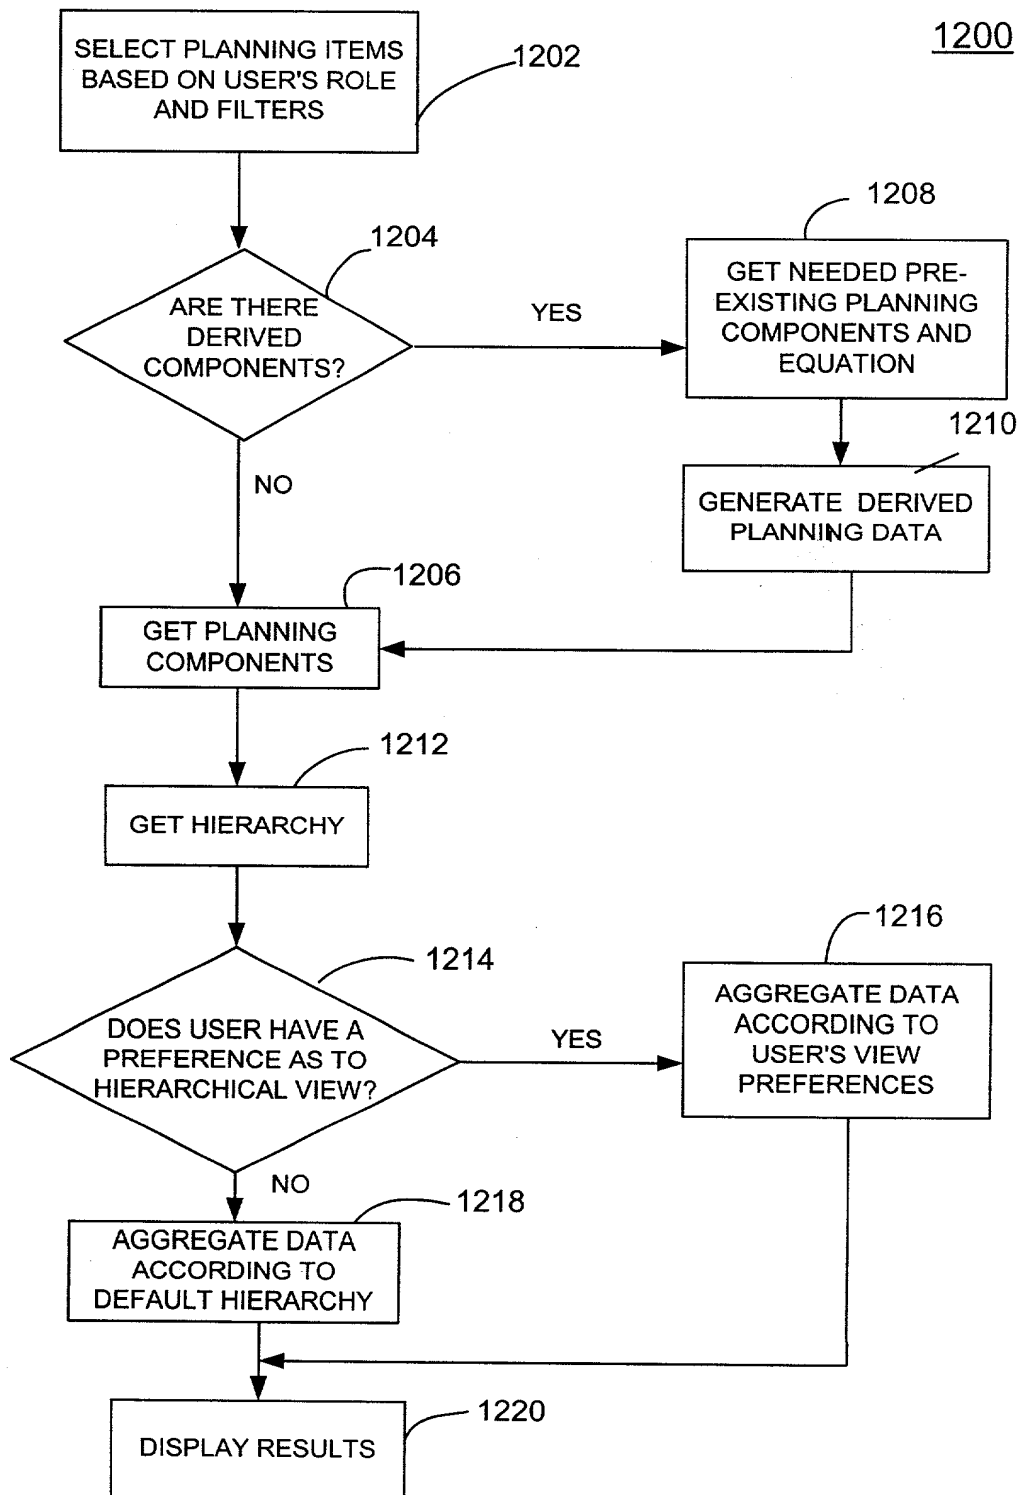 1200
SELECT PLANNING ITEMS
BASED ON USER'S ROLE
AND FILTERS
1202
1204
ARE THERE
DERIVED
COMPONENTS?
YES
1208
GET NEEDED PRE-
EXISTING PLANNING
COMPONENTS AND
EQUATION
1210
GENERATE DERIVED
PLANNING DATA
NO
1206
GET PLANNING
COMPONENTS
1212
GET HIERARCHY
1214
DOES USER HAVE A
PREFERENCE AS TO
HIERARCHICAL VIEW?
YES
1216
AGGREGATE DATA
ACCORDING TO
USER'S VIEW
PREFERENCES
NO
1218
AGGREGATE DATA
ACCORDING TO
DEFAULT HIERARCHY
1220
DISPLAY RESULTS